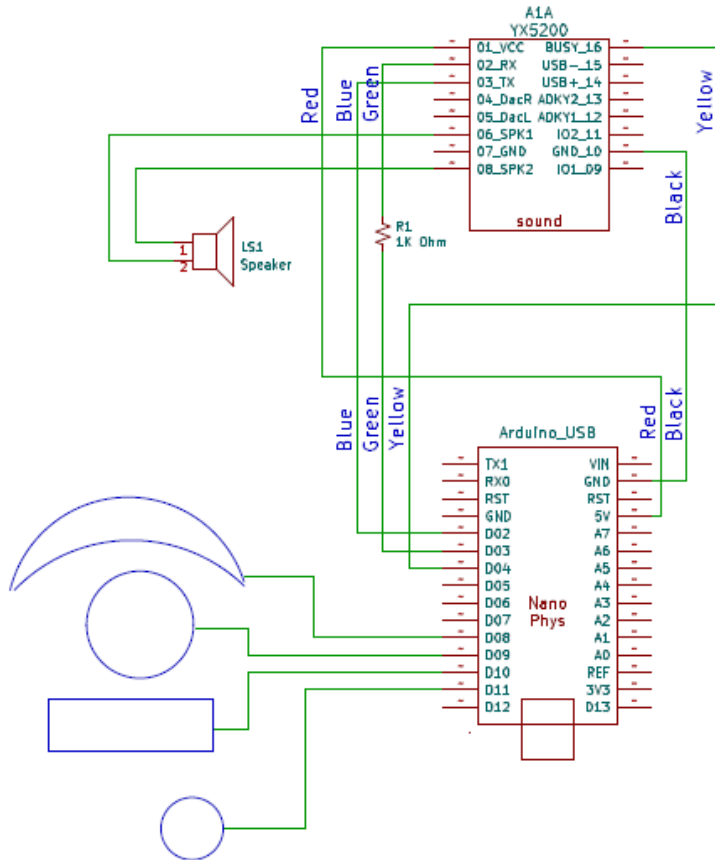 A1A
YX5200
01_VCC BUSY_16
02_RX USB-_15
03_TX USB+_14
04_DacR ADKY2_13
05_DacL ADKY1_12
06_SPK1 IO2_11
07_GND GND_10
08_SPK2 IO1_09
sound
Red
Blue
Green
Yellow
Black
R1
1K Ohm
1
2
LS1
Speaker
Blue
Green
Yellow
Red
Black
Arduino_USB
TX1 VIN
RX0 GND
RST RST
GND 5V
D02 A7
D03 A6
D04 A5
D05 A4
D06 A3
D07 A2
D08 A1
D09 A0
D10 REF
D11 3V3
D12 D13
Nano
Phys